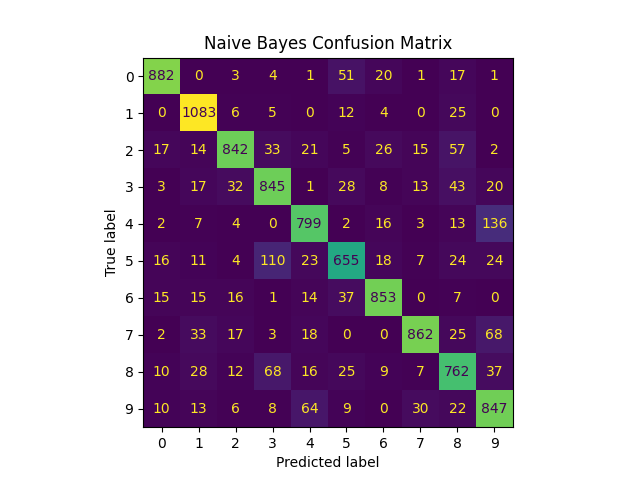 Naive Bayes Confusion Matrix
0 882 0 3 4 1 51 20 1 17 1
1 0 1083 6 5 0 12 4 0 25 0
2 17 14 842 33 21 5 26 15 57 2
3 3 17 32 845 1 28 8 13 43 20
4 2 7 4 0 799 2 16 3 13 136
5 16 11 4 110 23 655 18 7 24 24
6 15 15 16 1 14 37 853 0 7 0
7 2 33 17 3 18 0 0 862 25 68
8 10 28 12 68 16 25 9 7 762 37
9 10 13 6 8 64 9 0 30 22 847
True label
0 1 2 3 4 5 6 7 8 9
Predicted label